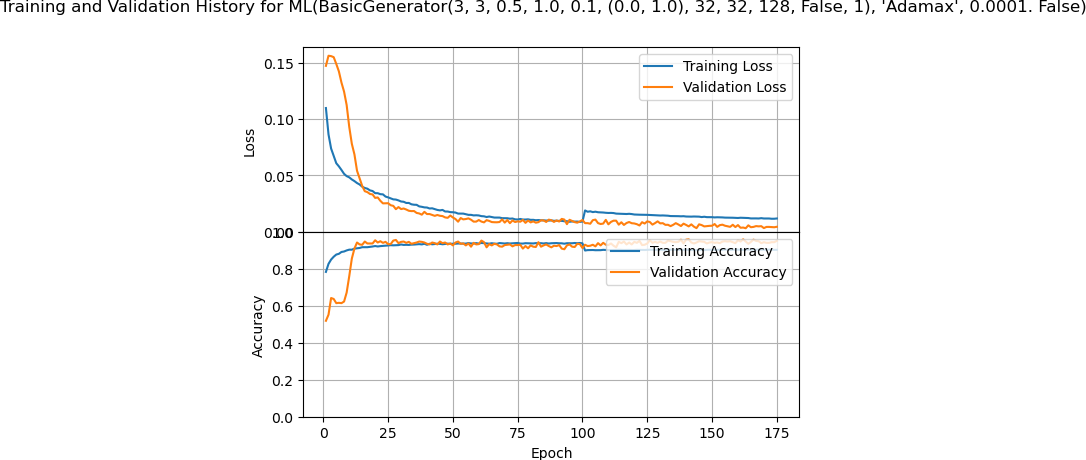 Training and Validation History for ML(BasicGenerator(3, 3, 0.5, 1.0, 0.1, (0.0, 1.0), 32, 32, 128, False, 1), 'Adamax', 0.0001. False)
0.15
0.10
0.05
Loss
Training Loss
Validation Loss
1.0
0.8
0.6
0.4
0.2
0.0
Accuracy
Training Accuracy
Validation Accuracy
0 25 50 75 100 125 150 175
Epoch